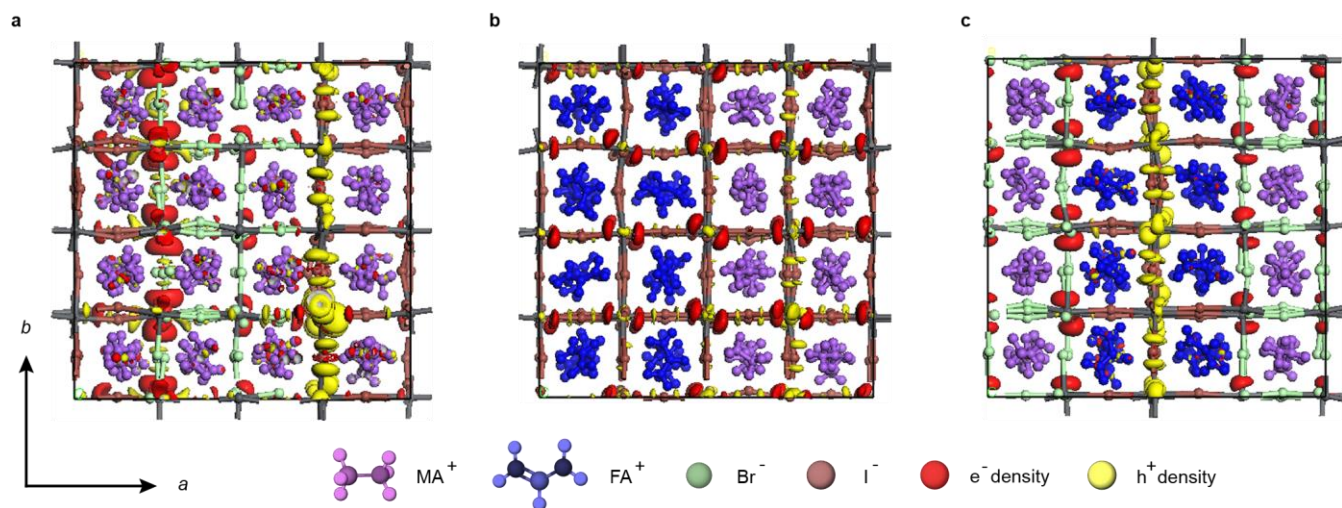 a
b
c
b
a
MA+
FA+
Br-
I-
e- density
h+ density